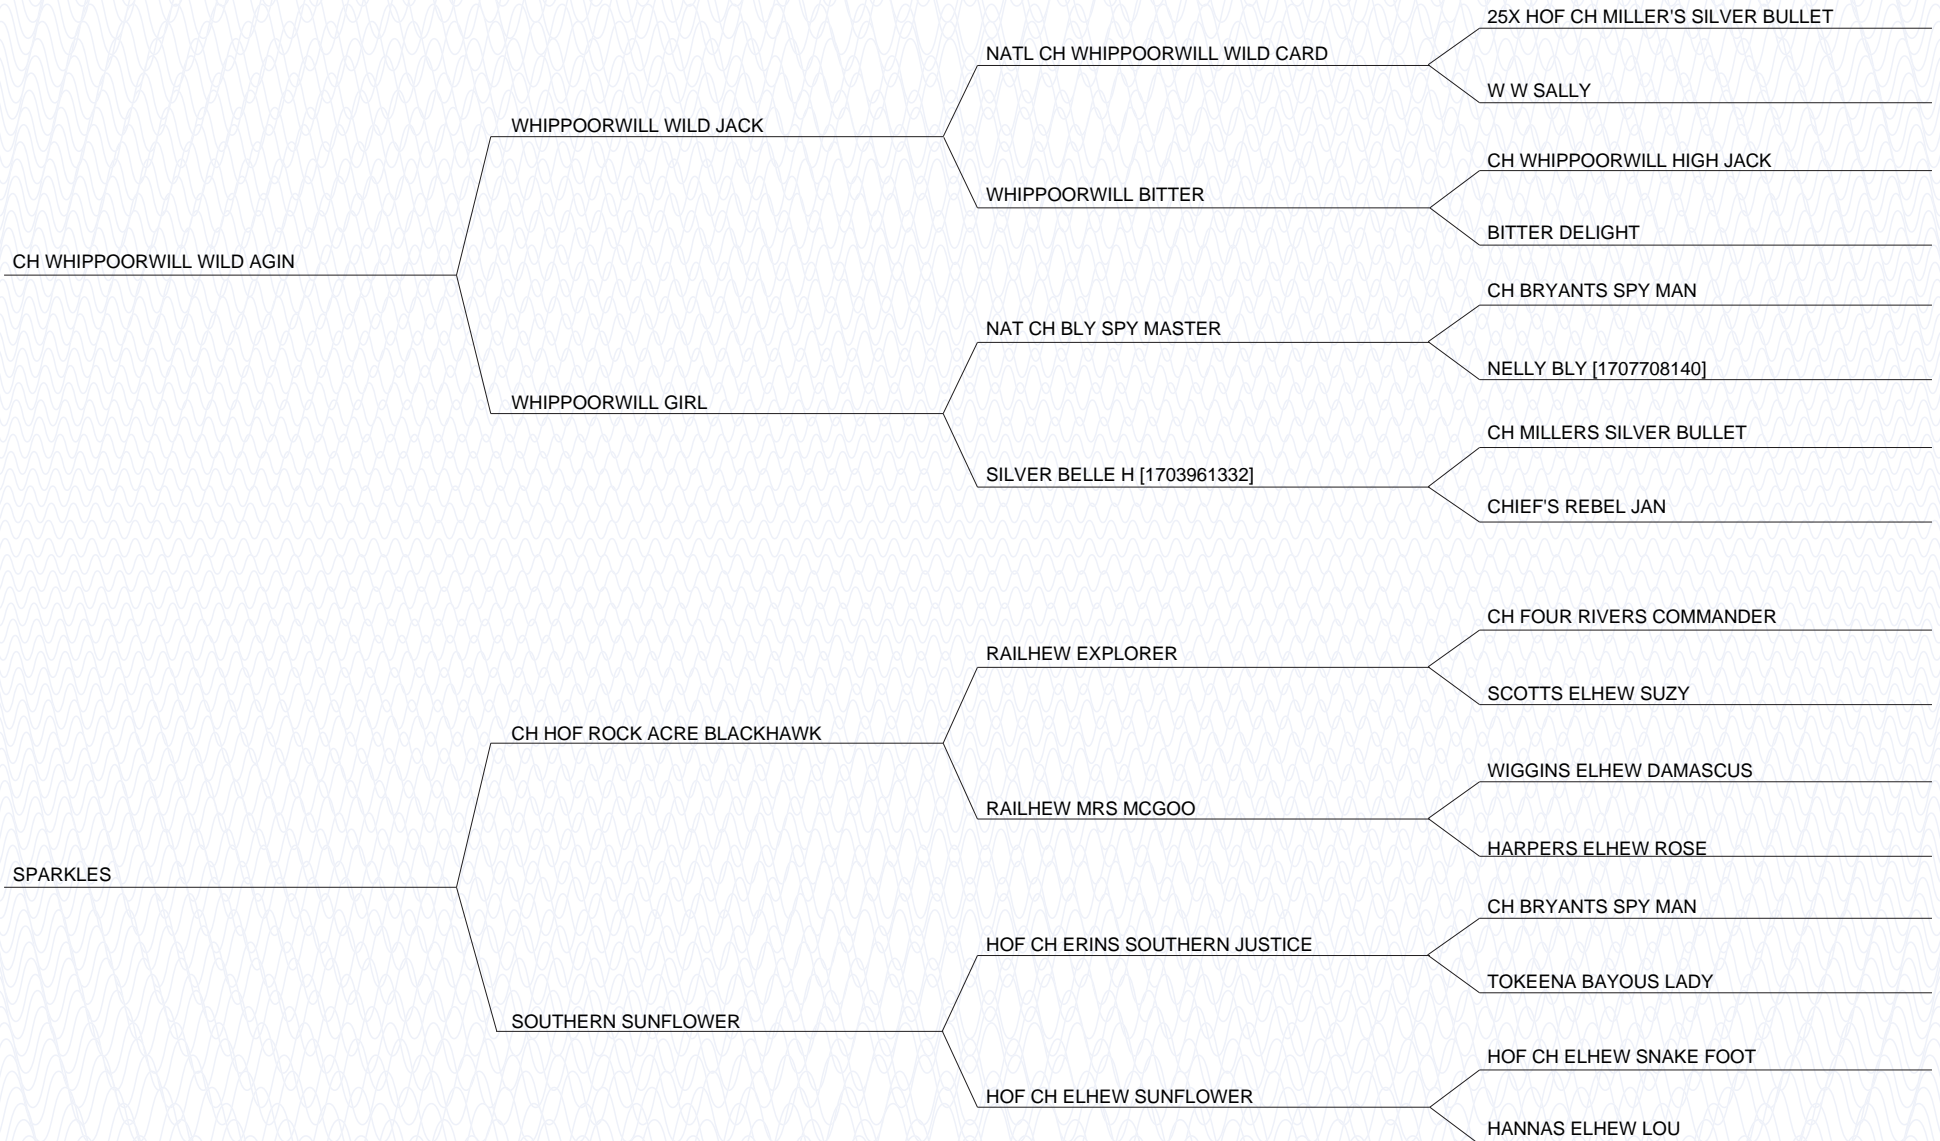 25X HOF CH MILLER'S SILVER BULLET
NATL CH WHIPPOORWILL WILD CARD
W W SALLY
WHIPPOORWILL WILD JACK
CH WHIPPOORWILL HIGH JACK
WHIPPOORWILL BITTER
BITTER DELIGHT
CH WHIPPOORWILL WILD AGIN
CH BRYANTS SPY MAN
NAT CH BLY SPY MASTER
NELLY BLY [1707708140]
WHIPPOORWILL GIRL
CH MILLERS SILVER BULLET
SILVER BELLE H [1703961332]
CHIEF'S REBEL JAN
CH FOUR RIVERS COMMANDER
RAILHEW EXPLORER
SCOTTS ELHEW SUZY
CH HOF ROCK ACRE BLACKHAWK
WIGGINS ELHEW DAMASCUS
RAILHEW MRS MCGOO
HARPERS ELHEW ROSE
SPARKLES
CH BRYANTS SPY MAN
HOF CH ERINS SOUTHERN JUSTICE
TOKEENA BAYOUS LADY
SOUTHERN SUNFLOWER
HOF CH ELHEW SNAKE FOOT
HOF CH ELHEW SUNFLOWER
HANNAS ELHEW LOU